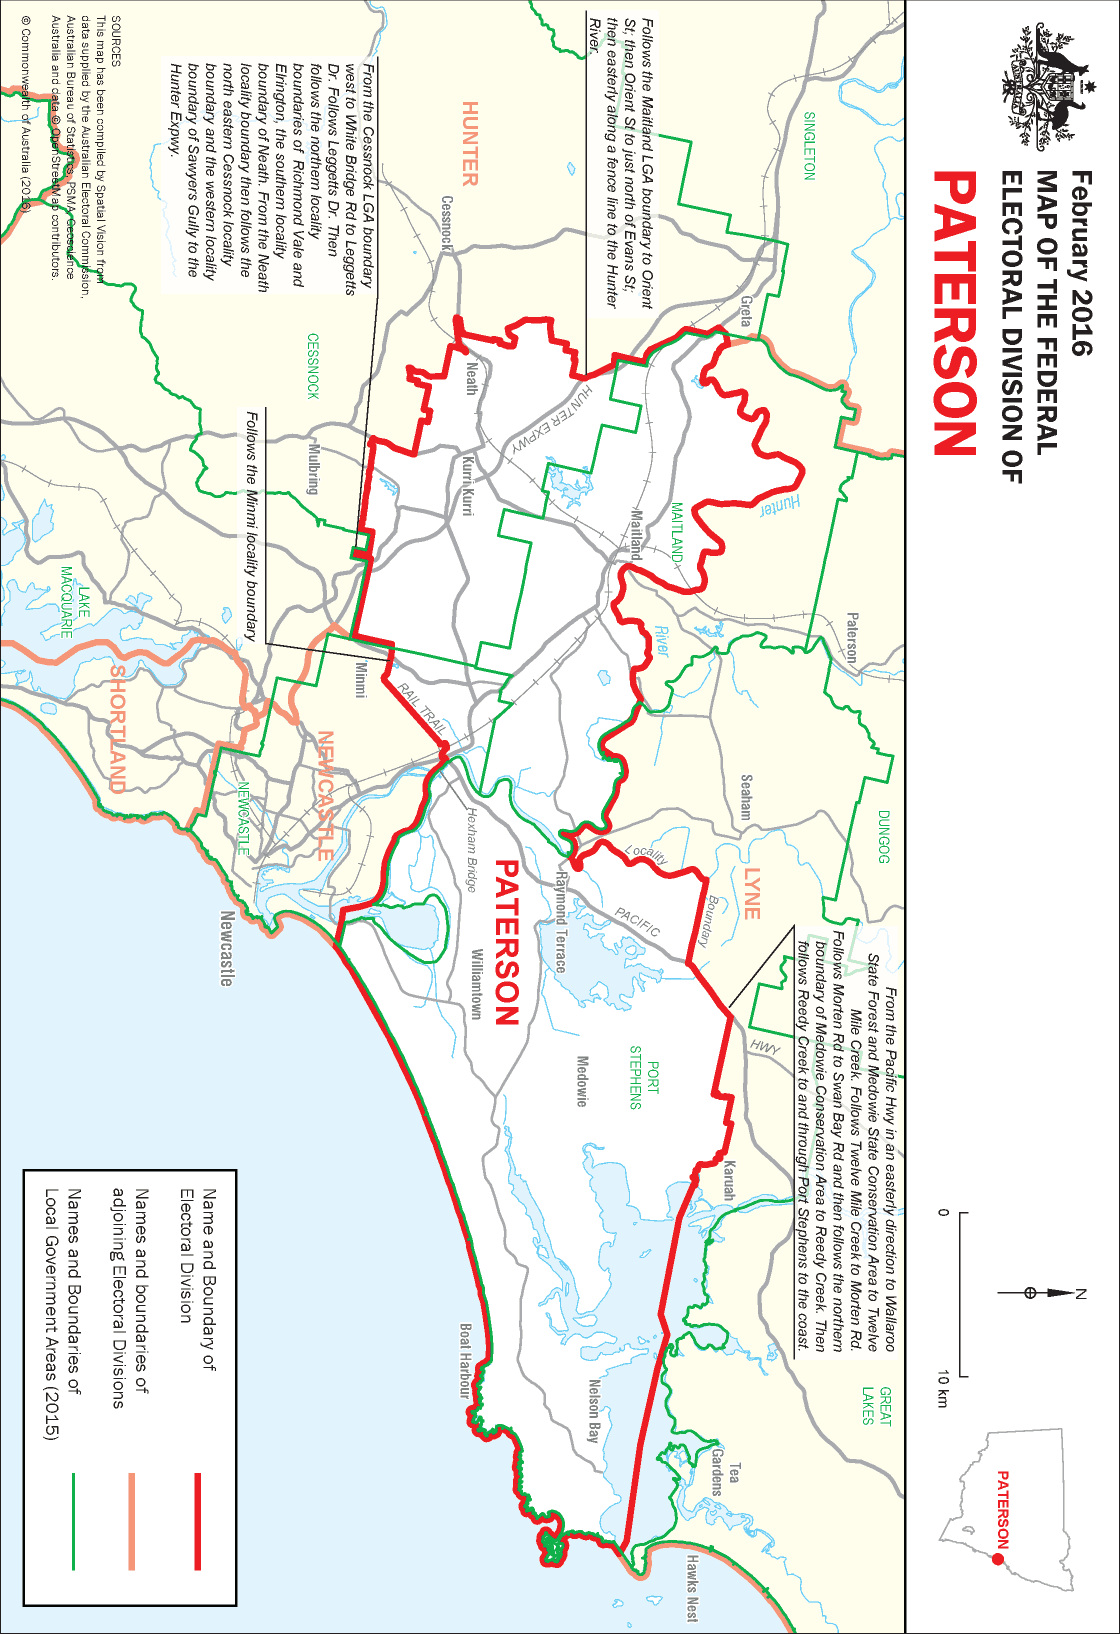 February 2016
MAP OF THE FEDERAL
ELECTORAL DIVISION OF
PATERSON
N
0
10 km
PATERSON
Follows the Maitland LGA boundary to Orient
St; then Orient St to just north of Evans St;
then easterly along a fence line to the Hunter
River.
SINGLETON
Greta
HUNTER
Cessnock
From the Cessnock LGA boundary
west to White Bridge Rd to Leggetts
Dr. Follows Leggetts Dr. Then
follows the northern locality
boundaries of Richmond Vale and
Elrington, the southern locality
boundary of Neath. From the Neath
locality boundary then follows the
north eastern Cessnock locality
boundary and the western locality
boundary of Sawyers Gully to the
Hunter Expwy.
CESSNOCK
Neath
HUNTER EXPWY
Kurri Kurri
Mulbring
Follows the Minmi locality boundary
Hunter
MAITLAND
Maitland
Paterson
River
LAKE
MACQUARIE
SHORTLAND
Minmi
RAIL TRAIL
NEWCASTLE
NEWCASTLE
Newcastle
Hexham Bridge
Seaham
DUNGOG
LYNE
Locality
Boundary
PACIFIC
HWY
Raymond Terrace
PATERSON
Williamtown
Medowie
PORT
STEPHENS
Karuah
From the Pacific Hwy in an easterly direction to Wallaroo
State Forest and Medowie State Conservation Area to Twelve
Mile Creek. Follows Twelve Mile Creek to Morten Rd.
Follows Morten Rd to Swan Bay Rd and then follows the northern
boundary of Medowie Conservation Area to Reedy Creek. Then
follows Reedy Creek to and through Port Stephens to the coast.
GREAT
LAKES
Boat Harbour
Nelson Bay
Tea
Gardens
Hawks Nest
Name and Boundary of
Electoral Division
Names and boundaries of
adjoining Electoral Divisions
Names and Boundaries of
Local Government Areas (2015)
SOURCES
This map has been compiled by Spatial Vision from
data supplied by the Australian Electoral Commission,
Australian Bureau of Statistics, PSMA, Geoscience
Australia and data © OpenStreetMap contributors.
© Commonwealth of Australia (2016)